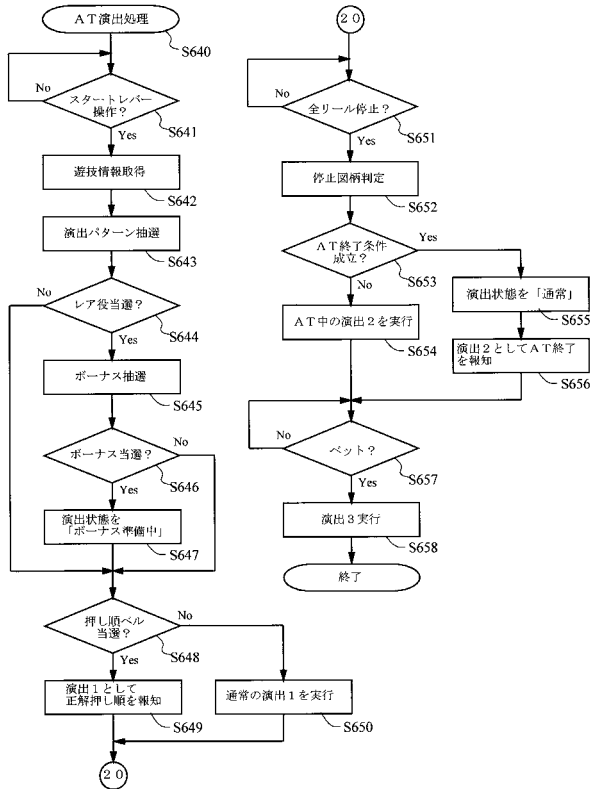 ＡＴ演出処理
S640
No
スタートレバー
操作？
S641
Yes
遊技情報取得
S642
演出パターン抽選
S643
No
レア役当選？
S644
Yes
ボーナス抽選
S645
ボーナス当選？
No
S646
Yes
演出状態を
「ボーナス準備中」
S647
押し順ベル
当選？
No
S648
Yes
演出１として
正解押し順を報知
S649
通常の演出１を実行
S650
２０
２０
No
全リール停止？
S651
Yes
停止図柄判定
S652
ＡＴ終了条件
成立？
Yes
S653
No
ＡＴ中の演出２を実行
S654
演出状態を「通常」
S655
演出２としてＡＴ終了
を報知
S656
No
ベット？
S657
Yes
演出３実行
S658
終了